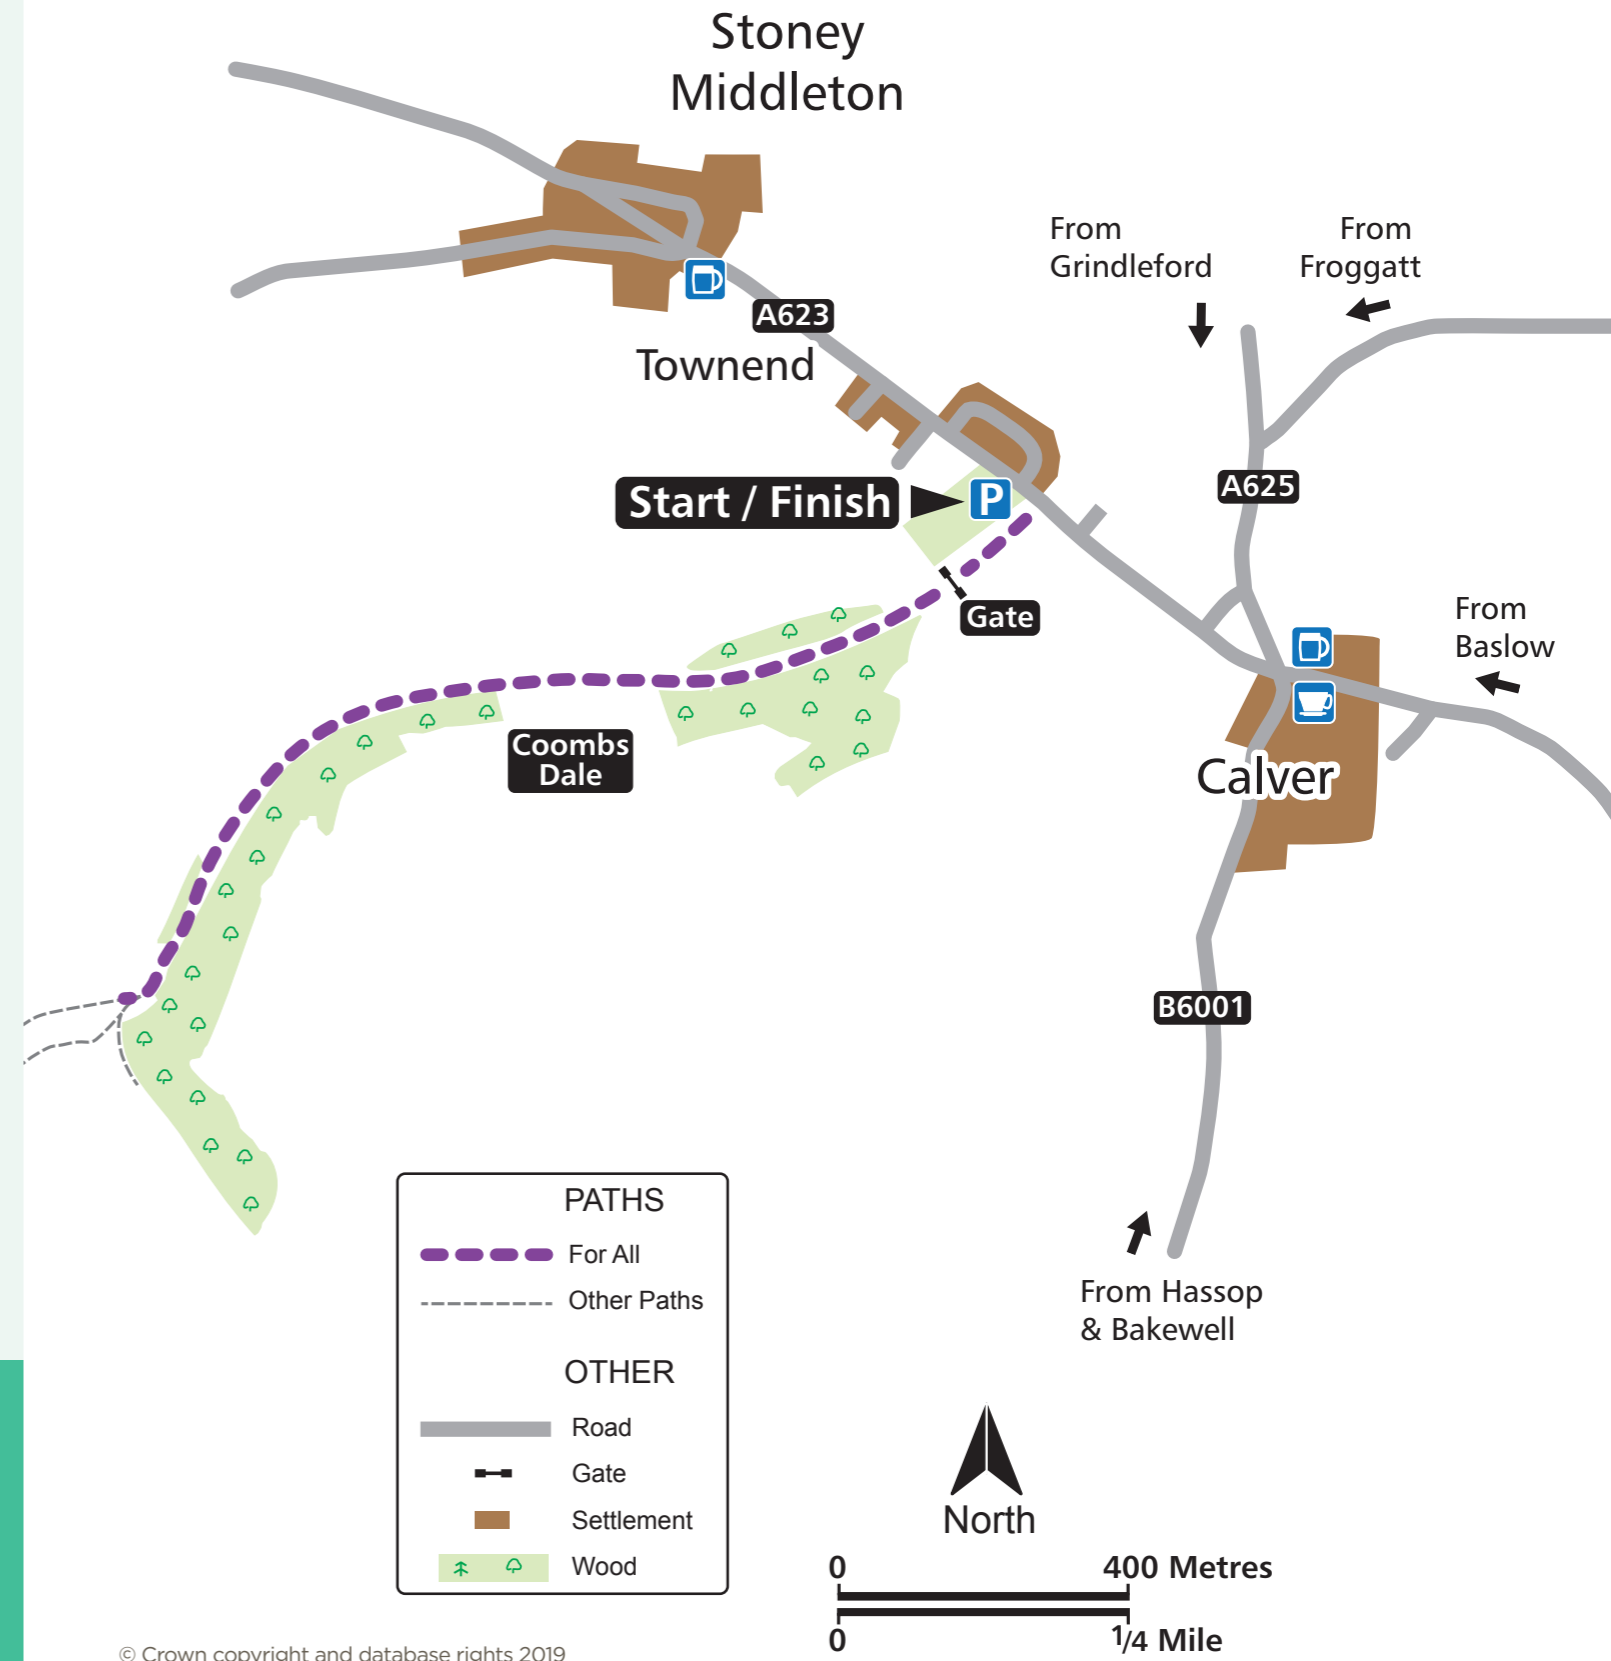 Stoney
Middleton
From
Grindleford
From
Froggatt
A623
Townend
A625
Start / Finish
P
Gate
From
Baslow
Coombs
Dale
Calver
B6001
From Hassop
& Bakewell
PATHS
For All
Other Paths
OTHER
Road
Gate
Settlement
Wood
North
0 400 Metres
0 1/4 Mile
© Crown copyright and database rights 2019